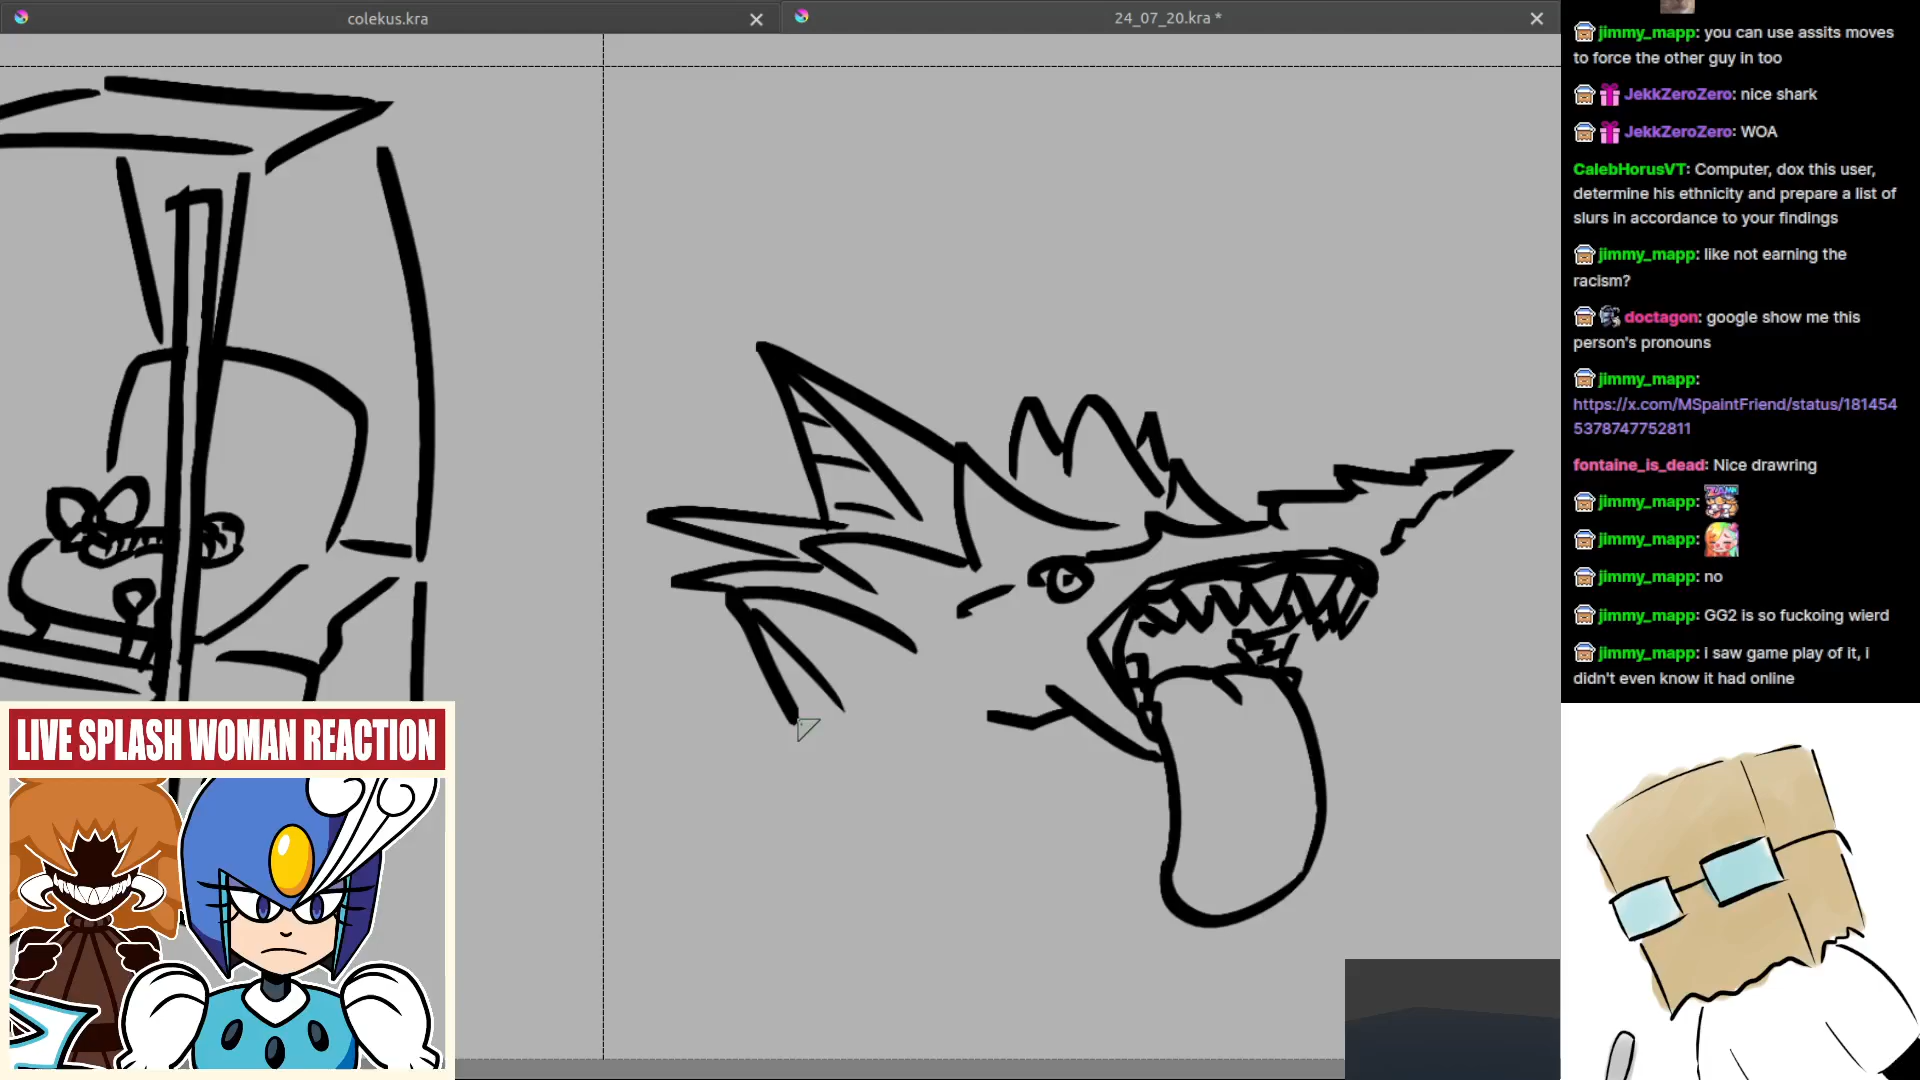 colekus.kra
24_07_20.kra *
jimmy_mapp: you can use assits moves
to force the other guy in too
JekkZeroZero: nice shark
JekkZeroZero: WOA
CalebHorusVT: Computer, dox this user,
determine his ethnicity and prepare a list of
slurs in accordance to your findings
jimmy_mapp: like not earning the
racism?
doctagon: google show me this
person's pronouns
jimmy_mapp:
https://x.com/MSpaintFriend/status/181454
5378747752811
fontaine_is_dead: Nice drawring
jimmy_mapp:
jimmy_mapp:
jimmy_mapp: no
jimmy_mapp: GG2 is so fuckoing wierd
jimmy_mapp: i saw game play of it, i
didn't even know it had online
LIVE SPLASH WOMAN REACTION